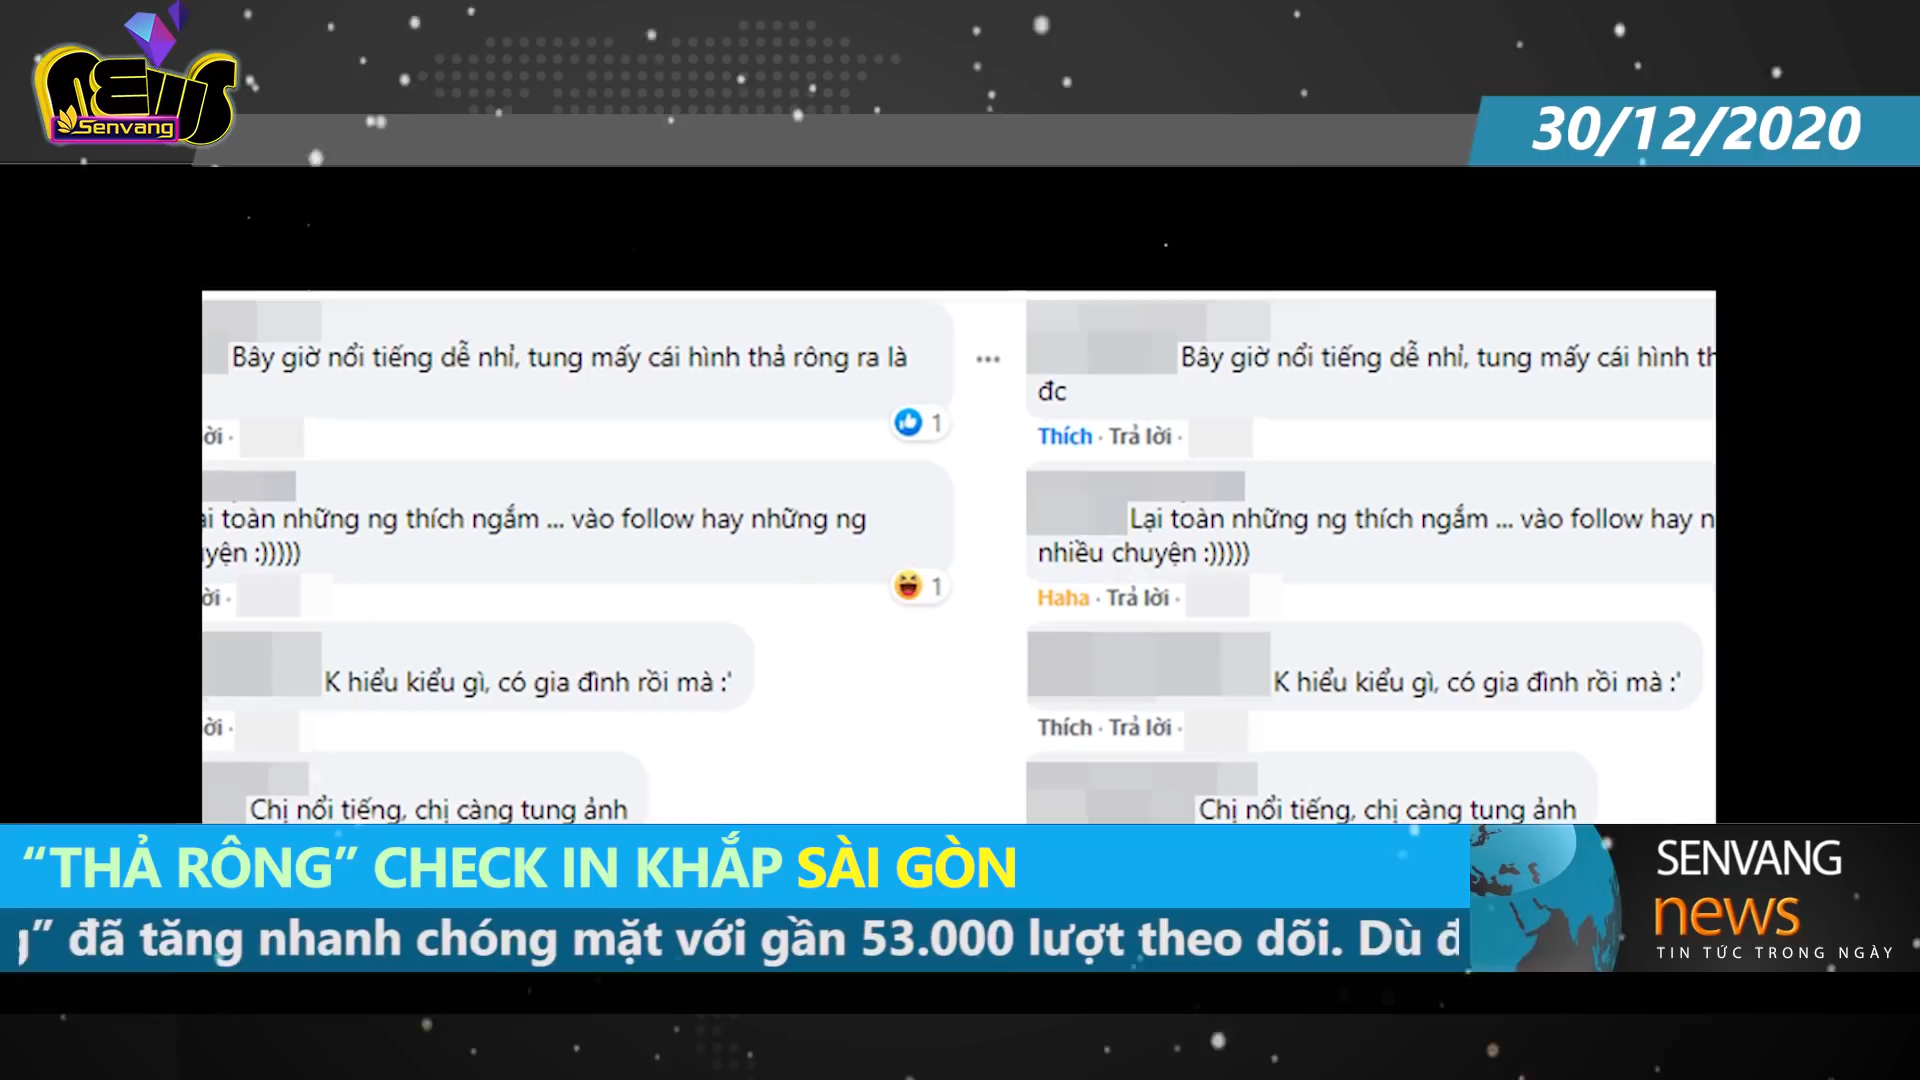 NEWS
Senvang
30/12/2020
Bây giờ nổi tiếng dễ nhỉ, tung mấy cái hình thả rông ra là
1
ời ·
toàn những ng thích ngắm ... vào follow hay những ng
yện :)))))
1
ời ·
K hiểu kiểu gì, có gia đình rồi mà :'
ời ·
Chị nổi tiếng, chị càng tung ảnh
Bây giờ nổi tiếng dễ nhỉ, tung mấy cái hình th
đc
Thích · Trả lời ·
Lại toàn những ng thích ngắm ... vào follow hay n
nhiều chuyện :)))))
Haha · Trả lời ·
K hiểu kiểu gì, có gia đình rồi mà :'
Thích · Trả lời ·
Chị nổi tiếng, chị càng tung ảnh
“THẢ RÔNG” CHECK IN KHẮP SÀI GÒN
g” đã tăng nhanh chóng mặt với gần 53.000 lượt theo dõi. Dù đ
SENVANG
news
TIN TỨC TRONG NGÀY